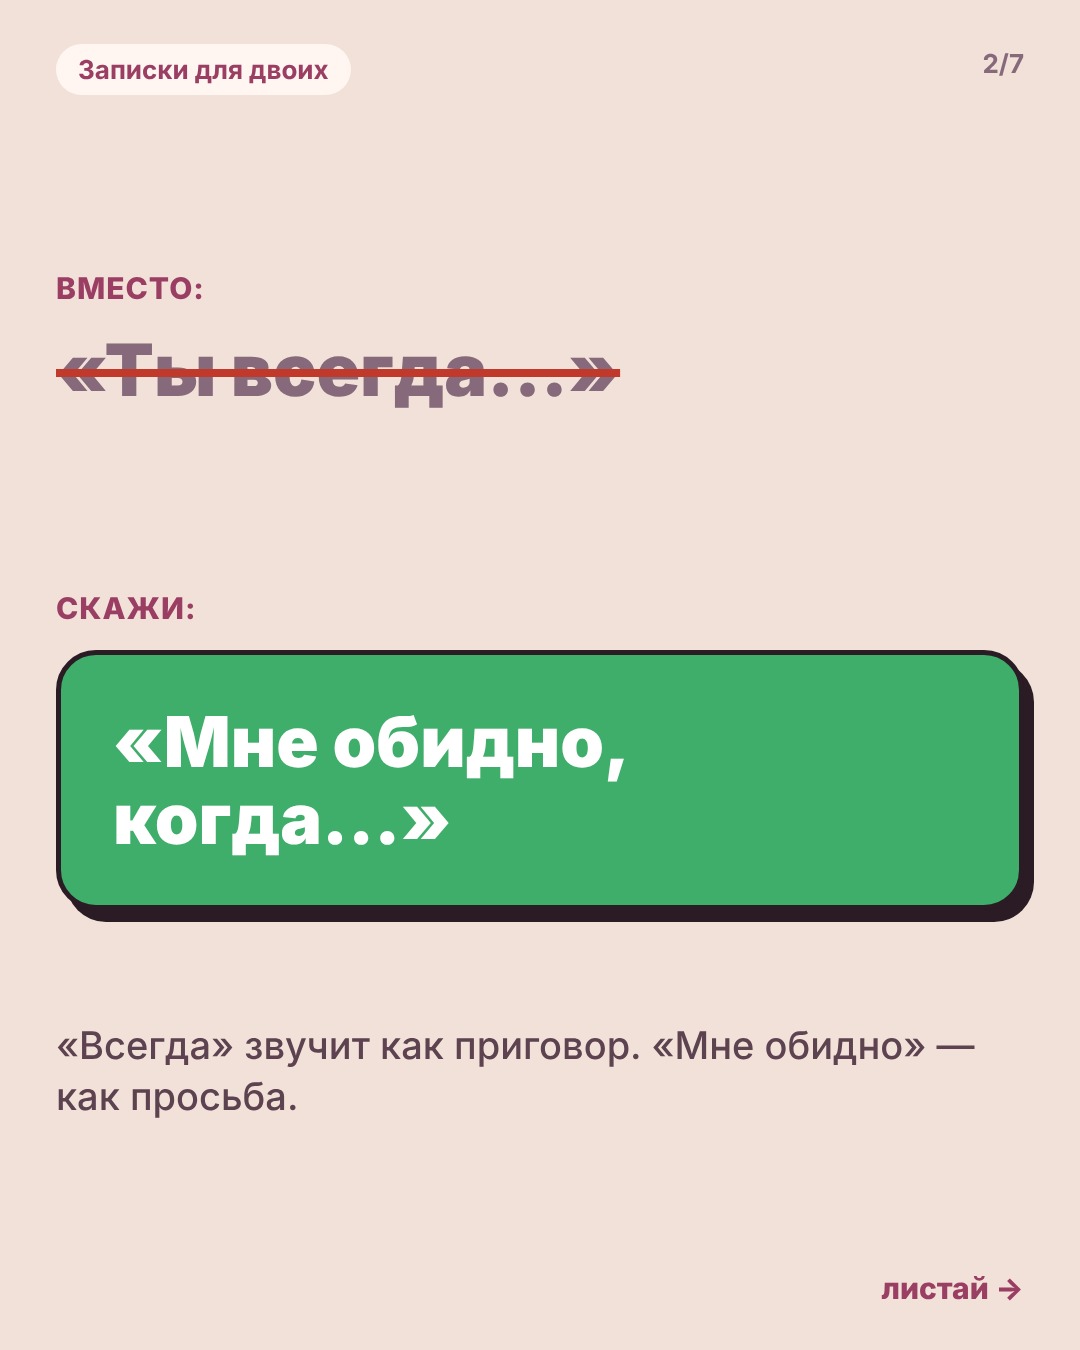 Записки для двоих
2/7
ВМЕСТО:
«Ты всегда...»
СКАЖИ:
«Мне обидно,
когда...»
«Всегда» звучит как приговор. «Мне обидно» —
как просьба.
листай →